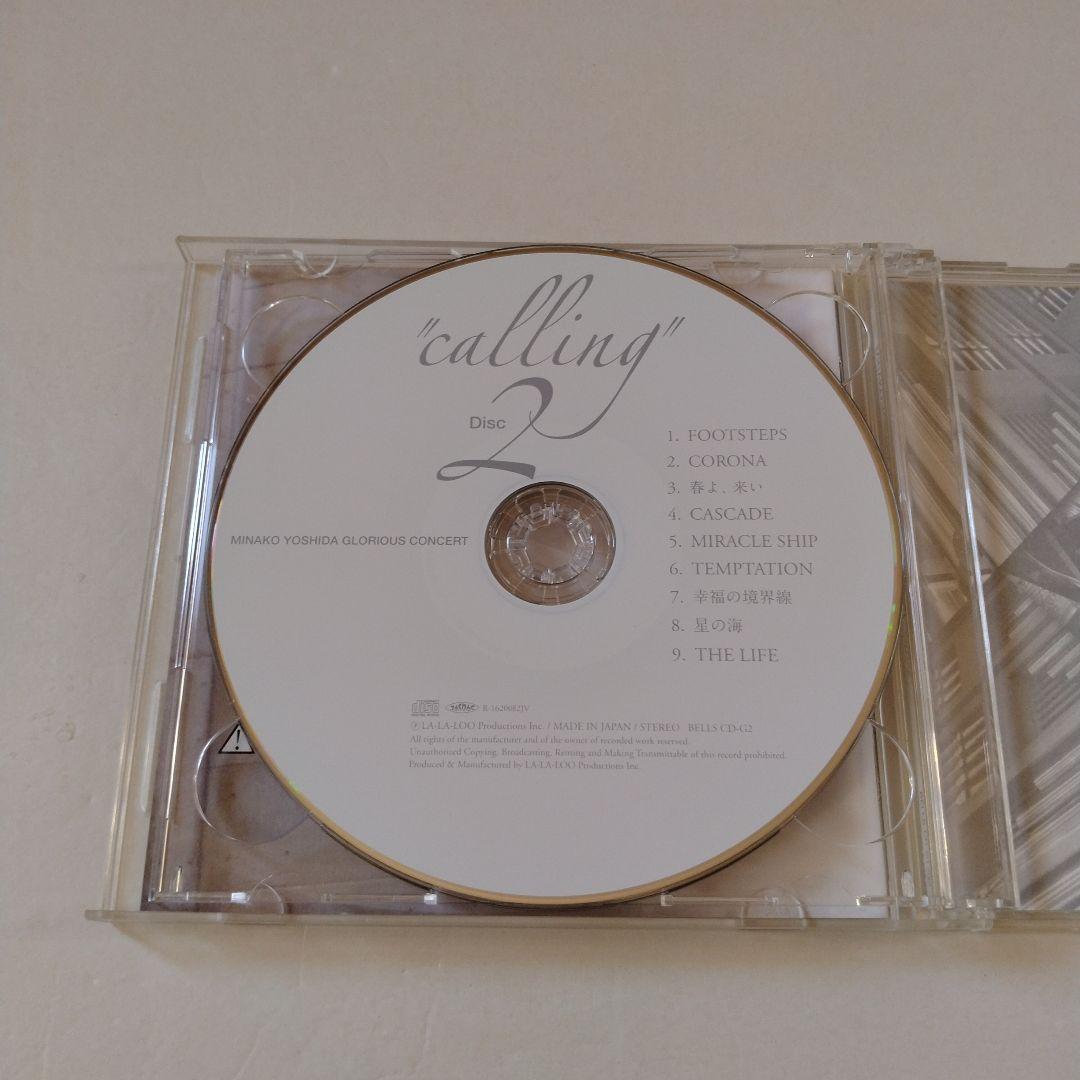 "calling"
Disc 2
MINAKO YOSHIDA GLORIOUS CONCERT
1. FOOTSTEPS
2. CORONA
3. 春よ、来い
4. CASCADE
5. MIRACLE SHIP
6. TEMPTATION
7. 幸福の境界線
8. 星の海
9. THE LIFE
R-1620082JV
Ⓟ LA-LA-LOO Productions Inc. / MADE IN JAPAN / STEREO BELLS CD-G2
All rights of the manufacturer and of the owner of recorded work reserved.
Unauthorized Copying, Broadcasting, Renting and Making Transmittable of this record prohibited.
Produced & Manufactured by LA-LA-LOO Productions Inc.